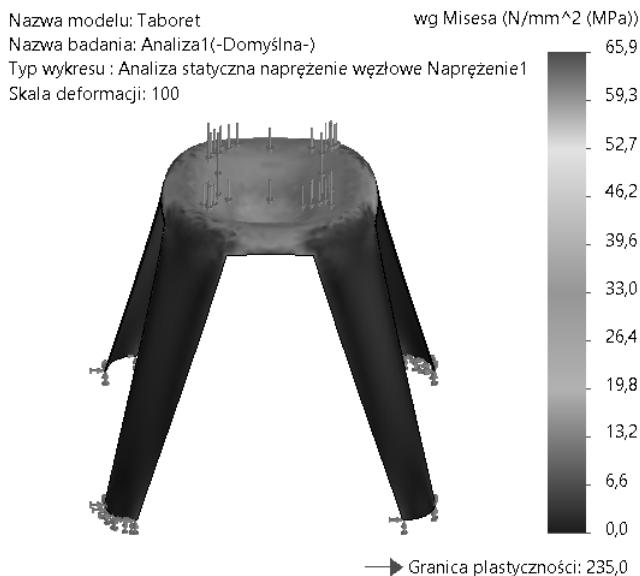 Nazwa modelu: Taboret
Nazwa badania: Analiza1(-Domyślna-)
Typ wykresu : Analiza statyczna naprężenie węzłowe Naprężenie1
Skala deformacji: 100
wg Misesa (N/mm^2 (MPa))
65,9
59,3
52,7
46,2
39,6
33,0
26,4
19,8
13,2
6,6
0,0
Granica plastyczności: 235,0